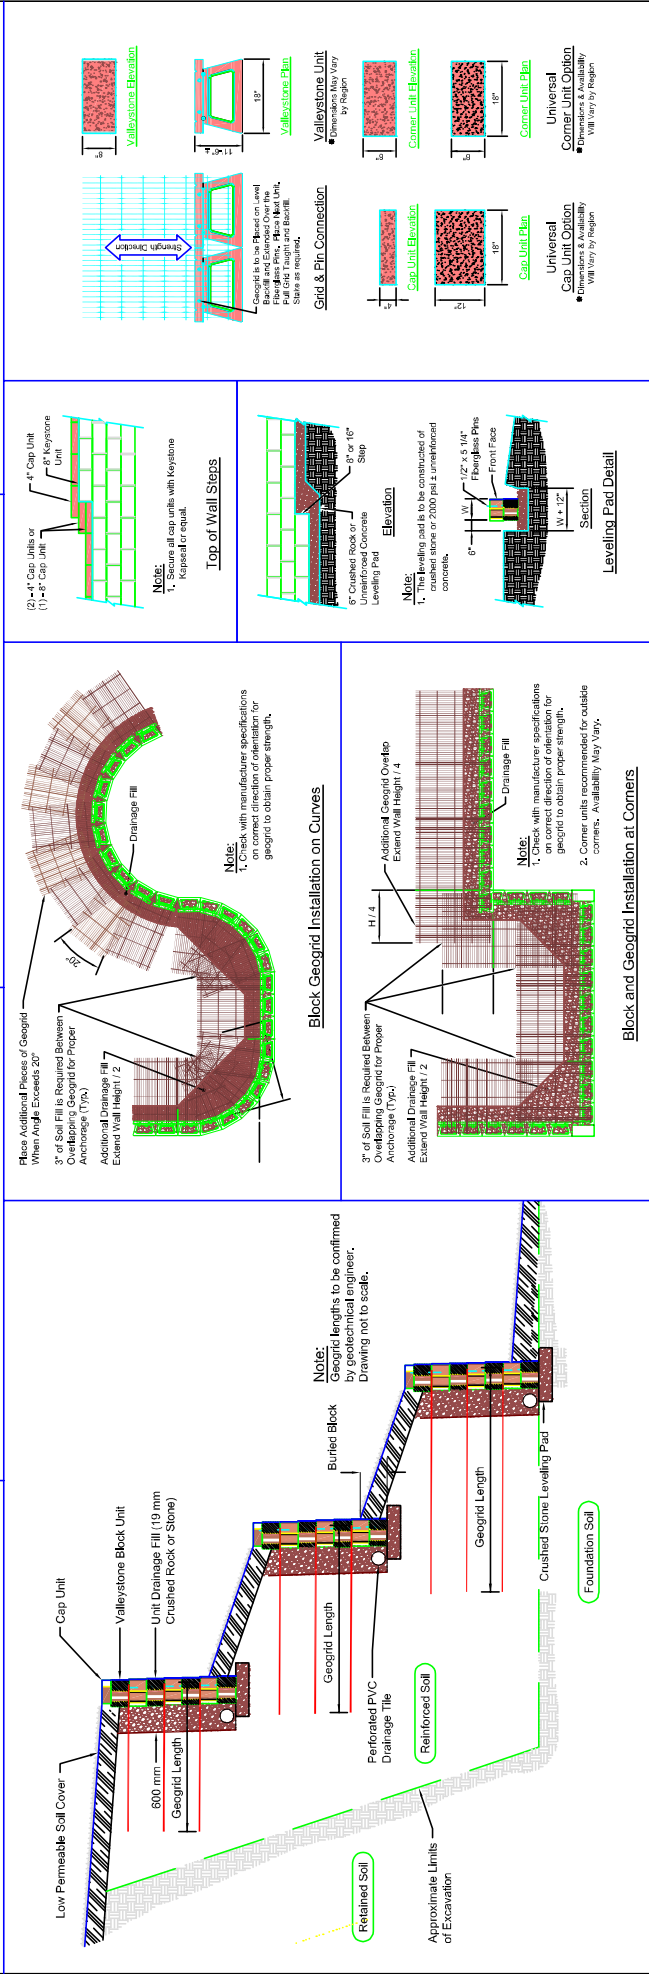 Low Permeable Soil Cover
Cap Unit
Valleystone Block Unit
Unit Drainage Fill (19 mm
Crushed Rock or Stone)
600 mm
Geogrid Length
Geogrid Length
Buried Block
Note:
Geogrid lengths to be confirmed
by geotechnical engineer.
Drawing not to scale.
Perforated PVC
Drainage Tile
Geogrid Length
Crushed Stone Leveling Pad
Reinforced Soil
Foundation Soil
Retained Soil
Approximate Limits
of Excavation
Place Additional Pieces of Geogrid
When Angle Exceeds 20°
3" of Soil Fill is Required Between
Overlapping Geogrid for Proper
Anchorage (Typ.)
Additional Drainage Fill
Extend Wall Height / 2
20°
Drainage Fill
Note:
1. Check with manufacturer specifications
on correct direction of orientation for
geogrid to obtain proper strength.
Block Geogrid Installation on Curves
3" of Soil Fill is Required Between
Overlapping Geogrid for Proper
Anchorage (Typ.)
Additional Drainage Fill
Extend Wall Height / 2
H / 4
Additional Geogrid Overlap
Extend Wall Height / 4
Drainage Fill
Note:
1. Check with manufacturer specifications
on correct direction of orientation for
geogrid to obtain proper strength.
2. Corner units recommended for outside
corners. Availability May Vary.
Block and Geogrid Installation at Corners
(2) - 4" Cap Units or
(1) - 8" Cap Unit
4" Cap Unit
8" Keystone
Unit
Note:
1. Secure all cap units with Keystone
Kapseal or equal.
Top of Wall Steps
6" Crushed Rock or
Unreinforced Concrete
Leveling Pad
8" or 16"
Step
Elevation
Note:
1. The leveling pad is to be constructed of
crushed stone or 2000 psi ± unreinforced
concrete.
6"
W
1/2" x 5 1/4"
Fiberglass Pins
Front Face
W + 12"
Section
Leveling Pad Detail
Strength Direction
Geogrid is to be Placed on Level
Backfill and Extended Over the
Fiberglass Pins. Place Next Unit.
Pull Grid Taught and Backfill.
Stake as required.
Grid & Pin Connection
8"
Valleystone Elevation
18"
Valleystone Plan
Valleystone Unit
Dimensions May Vary
by Region
4"
Cap Unit Elevation
12"
18"
Cap Unit Plan
Universal
Cap Unit Option
Dimensions & Availability
Will Vary by Region
Corner Unit Elevation
18"
Corner Unit Plan
Universal
Corner Unit Option
Dimensions & Availability
Will Vary by Region